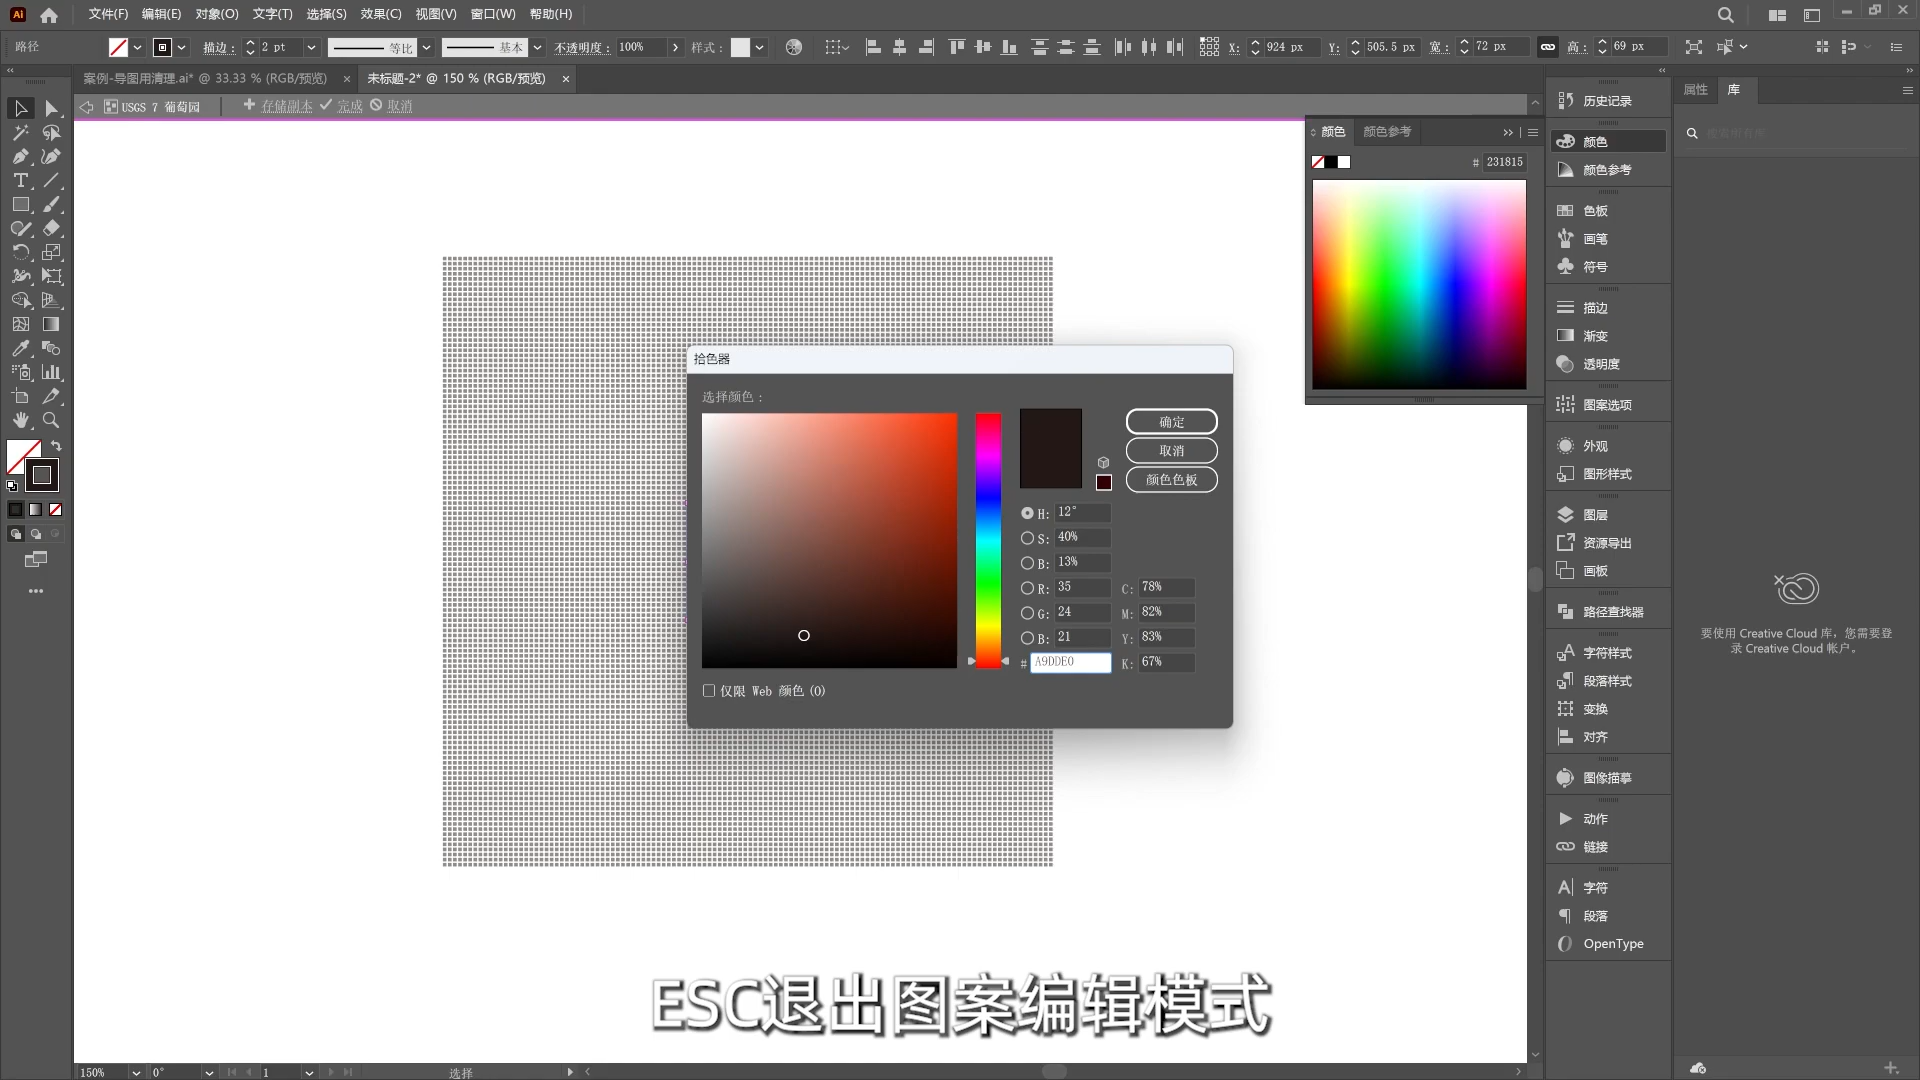 Ai 文件(F) 编辑(E) 对象(O) 文字(T) 选择(S) 效果(C) 视图(V) 窗口(W) 帮助(H)
路径 描边： 2 pt 等比 基本 不透明度： 100% 样式： X: 924 px Y: 505.5 px 宽： 72 px 高： 69 px
案例-导图用清理.ai* @ 33.33 % (RGB/预览) × 未标题-2* @ 150 % (RGB/预览) ×
USGS 7 葡萄园 存储副本 完成 取消
颜色 颜色参考
# 231815
拾色器
选择颜色：
确定
取消
颜色色板
H: 12°
S: 40%
B: 13%
R: 35 C: 78%
G: 24 M: 82%
B: 21 Y: 83%
# A9DDE0 K: 67%
仅限 Web 颜色 (O)
历史记录
颜色
颜色参考
色板
画笔
符号
描边
渐变
透明度
图案选项
外观
图形样式
图层
资源导出
画板
路径查找器
字符样式
段落样式
变换
对齐
图像描摹
动作
链接
字符
段落
OpenType
属性 库
要使用 Creative Cloud 库，您需要登
录 Creative Cloud 帐户。
ESC退出图案编辑模式
150% 0° 1 选择